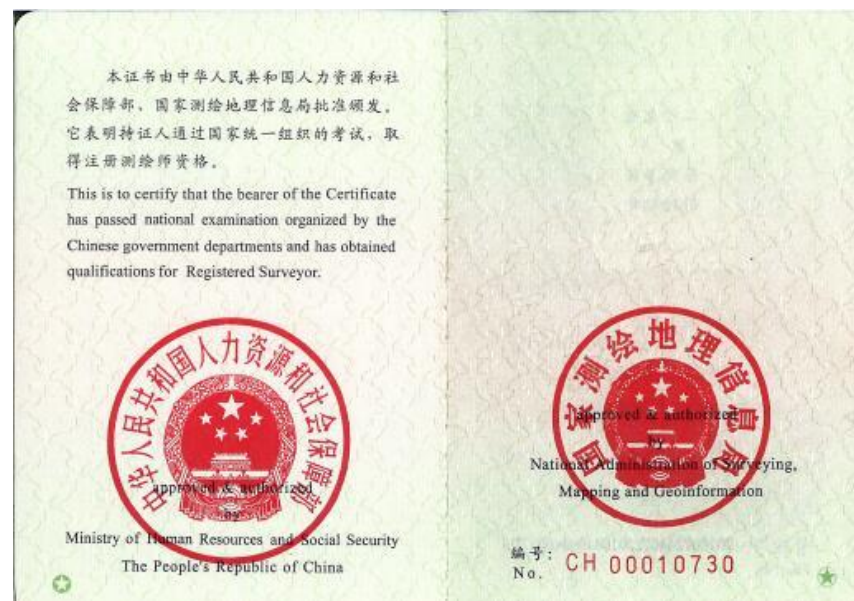 本证书由中华人民共和国人力资源和社
会保障部、国家测绘地理信息局批准颁发。
它表明持证人通过国家统一组织的考试，取
得注册测绘师资格。
This is to certify that the bearer of the Certificate
has passed national examination organized by the
Chinese government departments and has obtained
qualifications for Registered Surveyor.
中华人民共和国人力资源和社会保障部
approved & authorized
by
Ministry of Human Resources and Social Security
The People's Republic of China
国家测绘地理信息局
approved & authorized
by
National Administration of Surveying,
Mapping and Geoinformation
编号：
No. CH 00010730